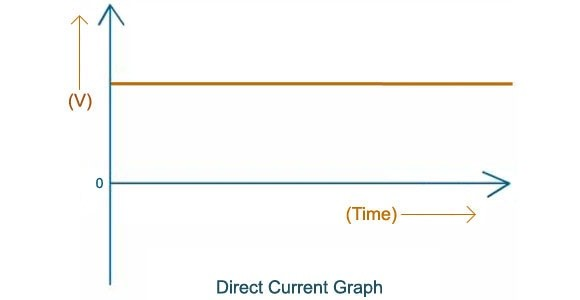 (V)
0
(Time)
Direct Current Graph